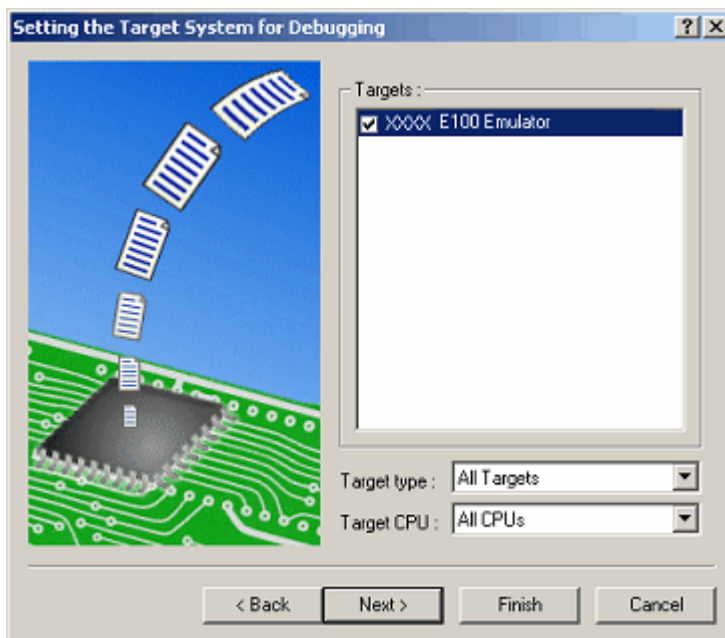 Setting the Target System for Debugging
Targets :
XXXX E100 Emulator
Target type :
All Targets
Target CPU :
All CPUs
< Back
Next >
Finish
Cancel